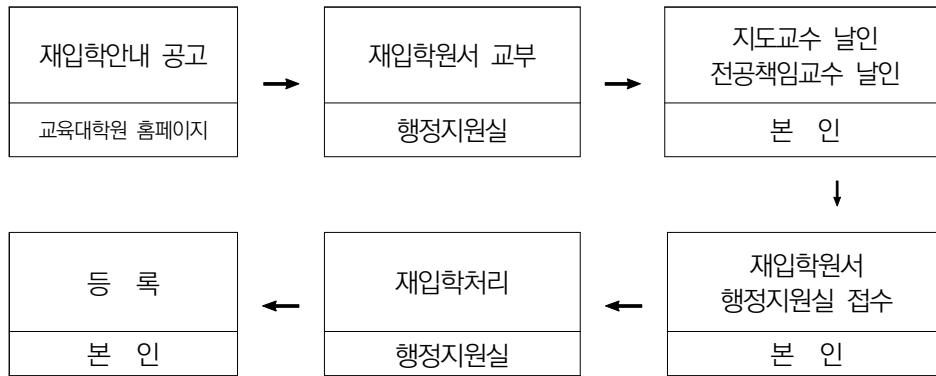 재입학안내 공고
교육대학원 홈페이지
재입학원서 교부
행정지원실
지도교수 날인
전공책임교수 날인
본 인
재입학원서
행정지원실 접수
본 인
재입학처리
행정지원실
등 록
본 인